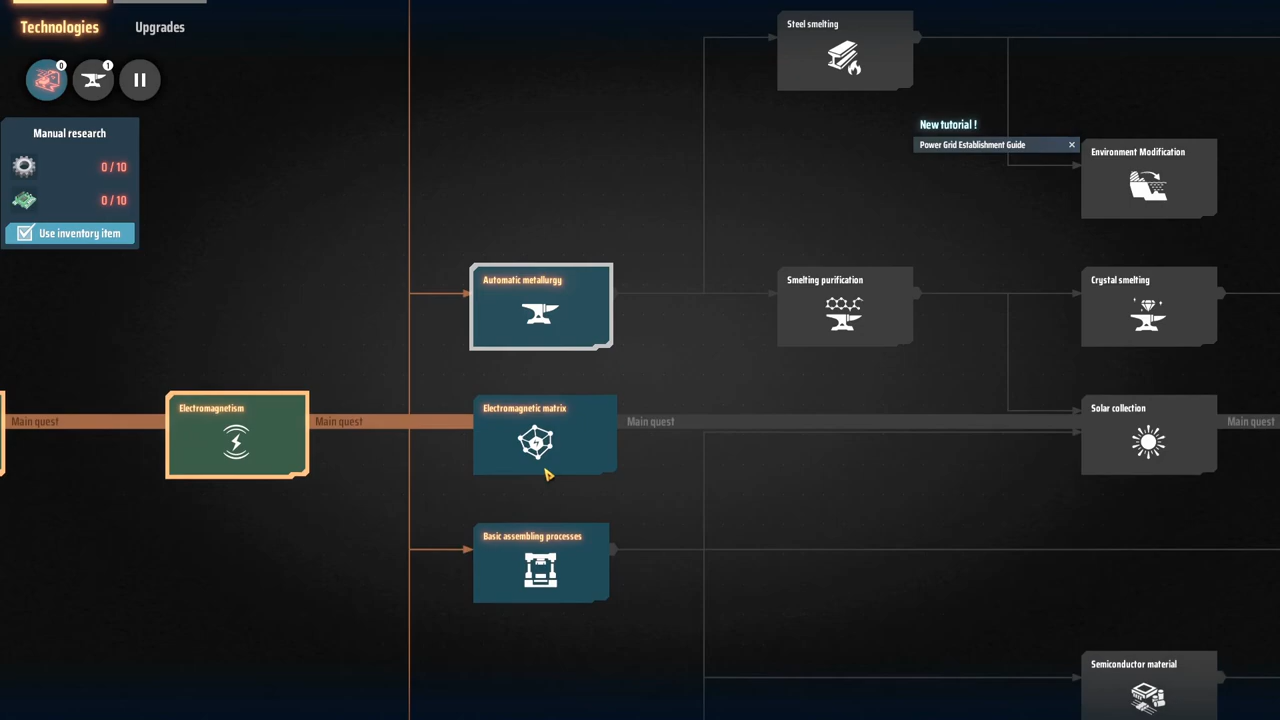 Technologies
Upgrades
0
1
Manual research
0 / 10
0 / 10
Use inventory item
Steel smelting
New tutorial !
Power Grid Establishment Guide
Environment Modification
Automatic metallurgy
Smelting purification
Crystal smelting
Main quest
Electromagnetism
Main quest
Electromagnetic matrix
Main quest
Solar collection
Main quest
Basic assembling processes
Semiconductor material